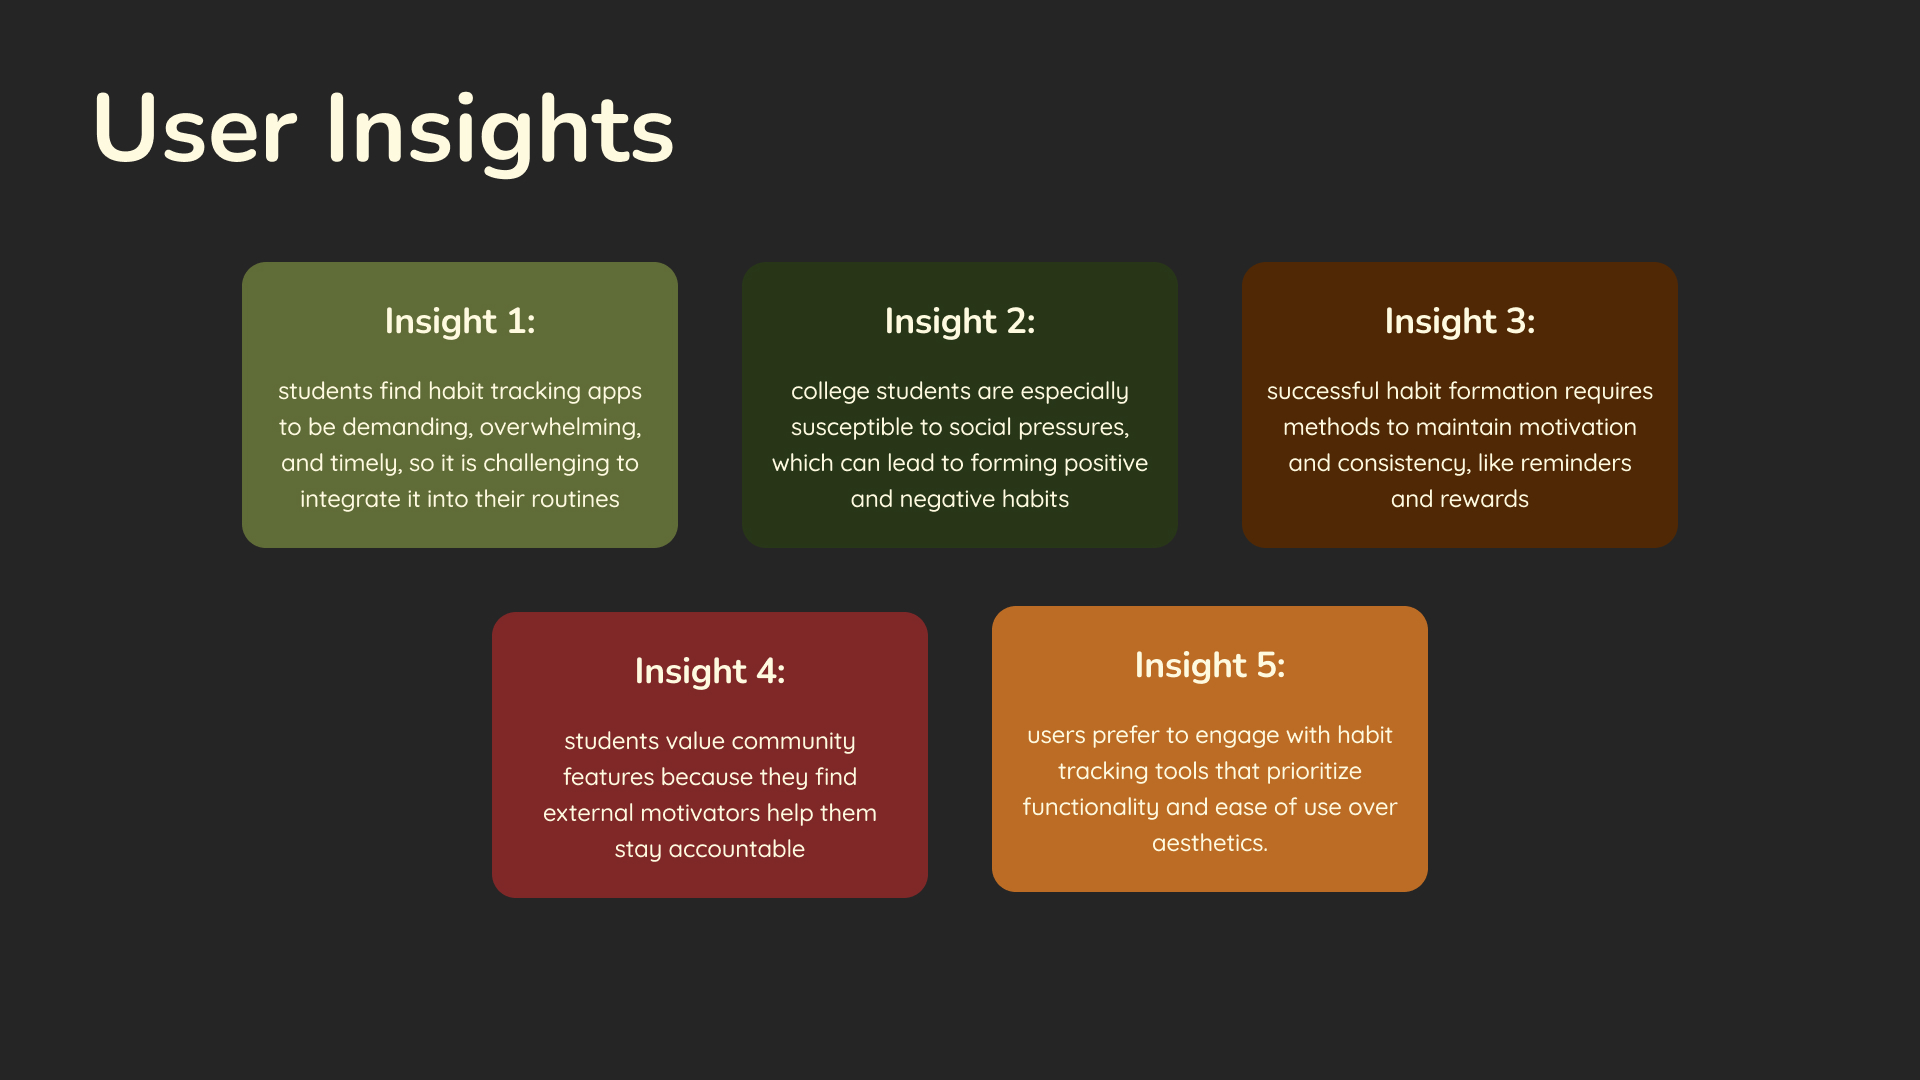 User Insights
Insight 1:
students find habit tracking apps
to be demanding, overwhelming,
and timely, so it is challenging to
integrate it into their routines
Insight 2:
college students are especially
susceptible to social pressures,
which can lead to forming positive
and negative habits
Insight 3:
successful habit formation requires
methods to maintain motivation
and consistency, like reminders
and rewards
Insight 4:
students value community
features because they find
external motivators help them
stay accountable
Insight 5:
users prefer to engage with habit
tracking tools that prioritize
functionality and ease of use over
aesthetics.